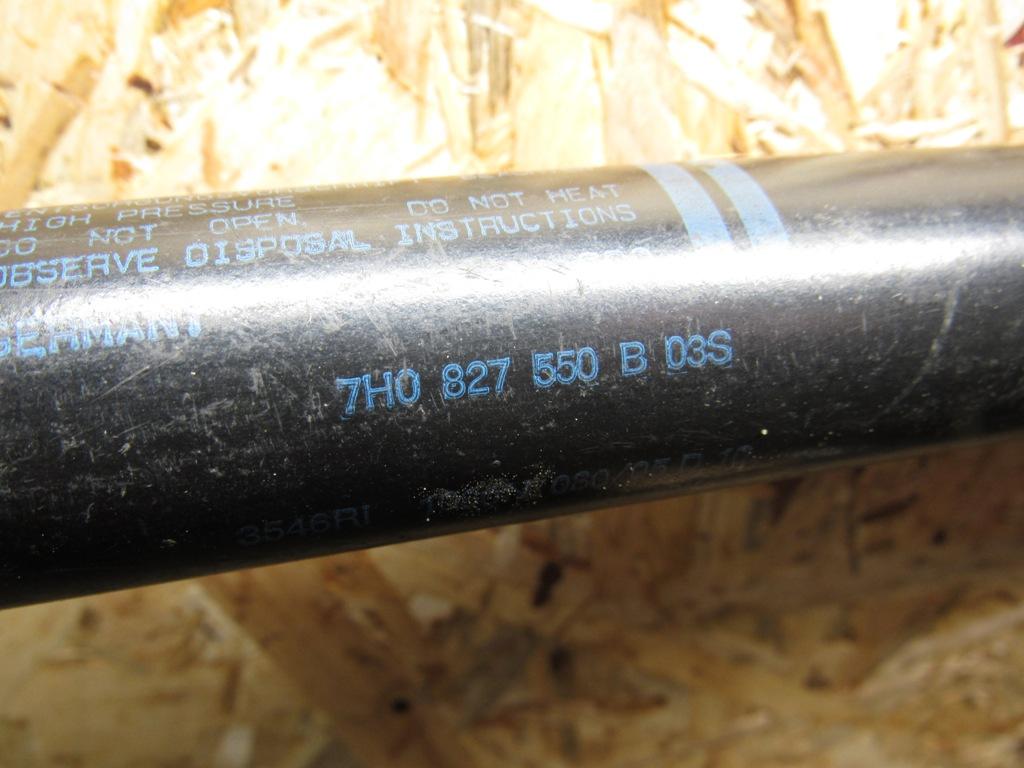 HIGH PRESSURE
DO NOT OPEN. DO NOT HEAT
OBSERVE DISPOSAL INSTRUCTIONS
GERMANY
7H0 827 550 B 03S
3546RI